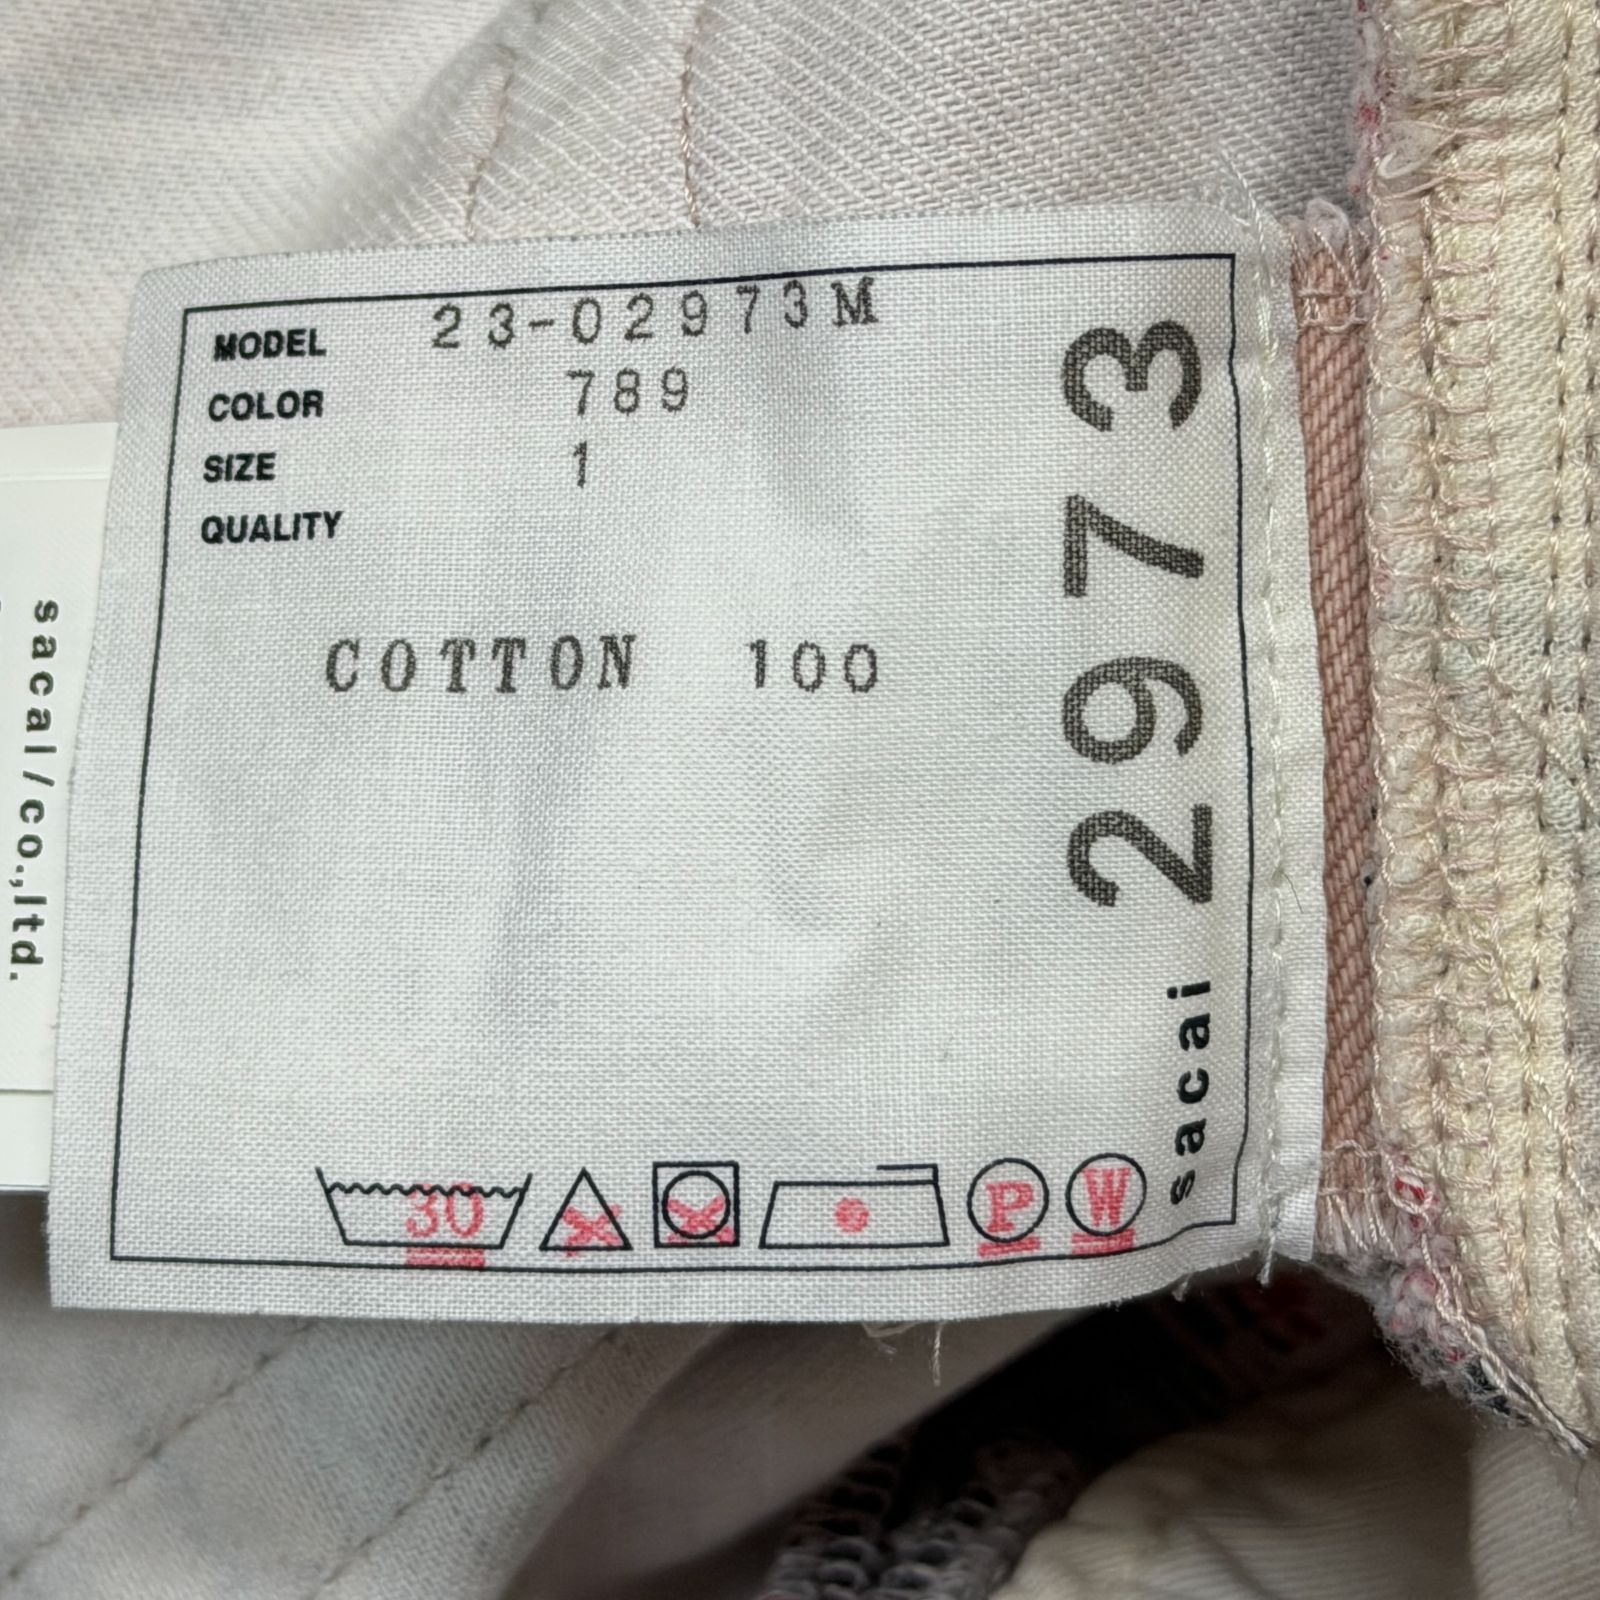 MODEL 23-02973M
COLOR 789
SIZE 1
QUALITY
COTTON 100
30
P
W
sacai 2973
sacai/co.,ltd.